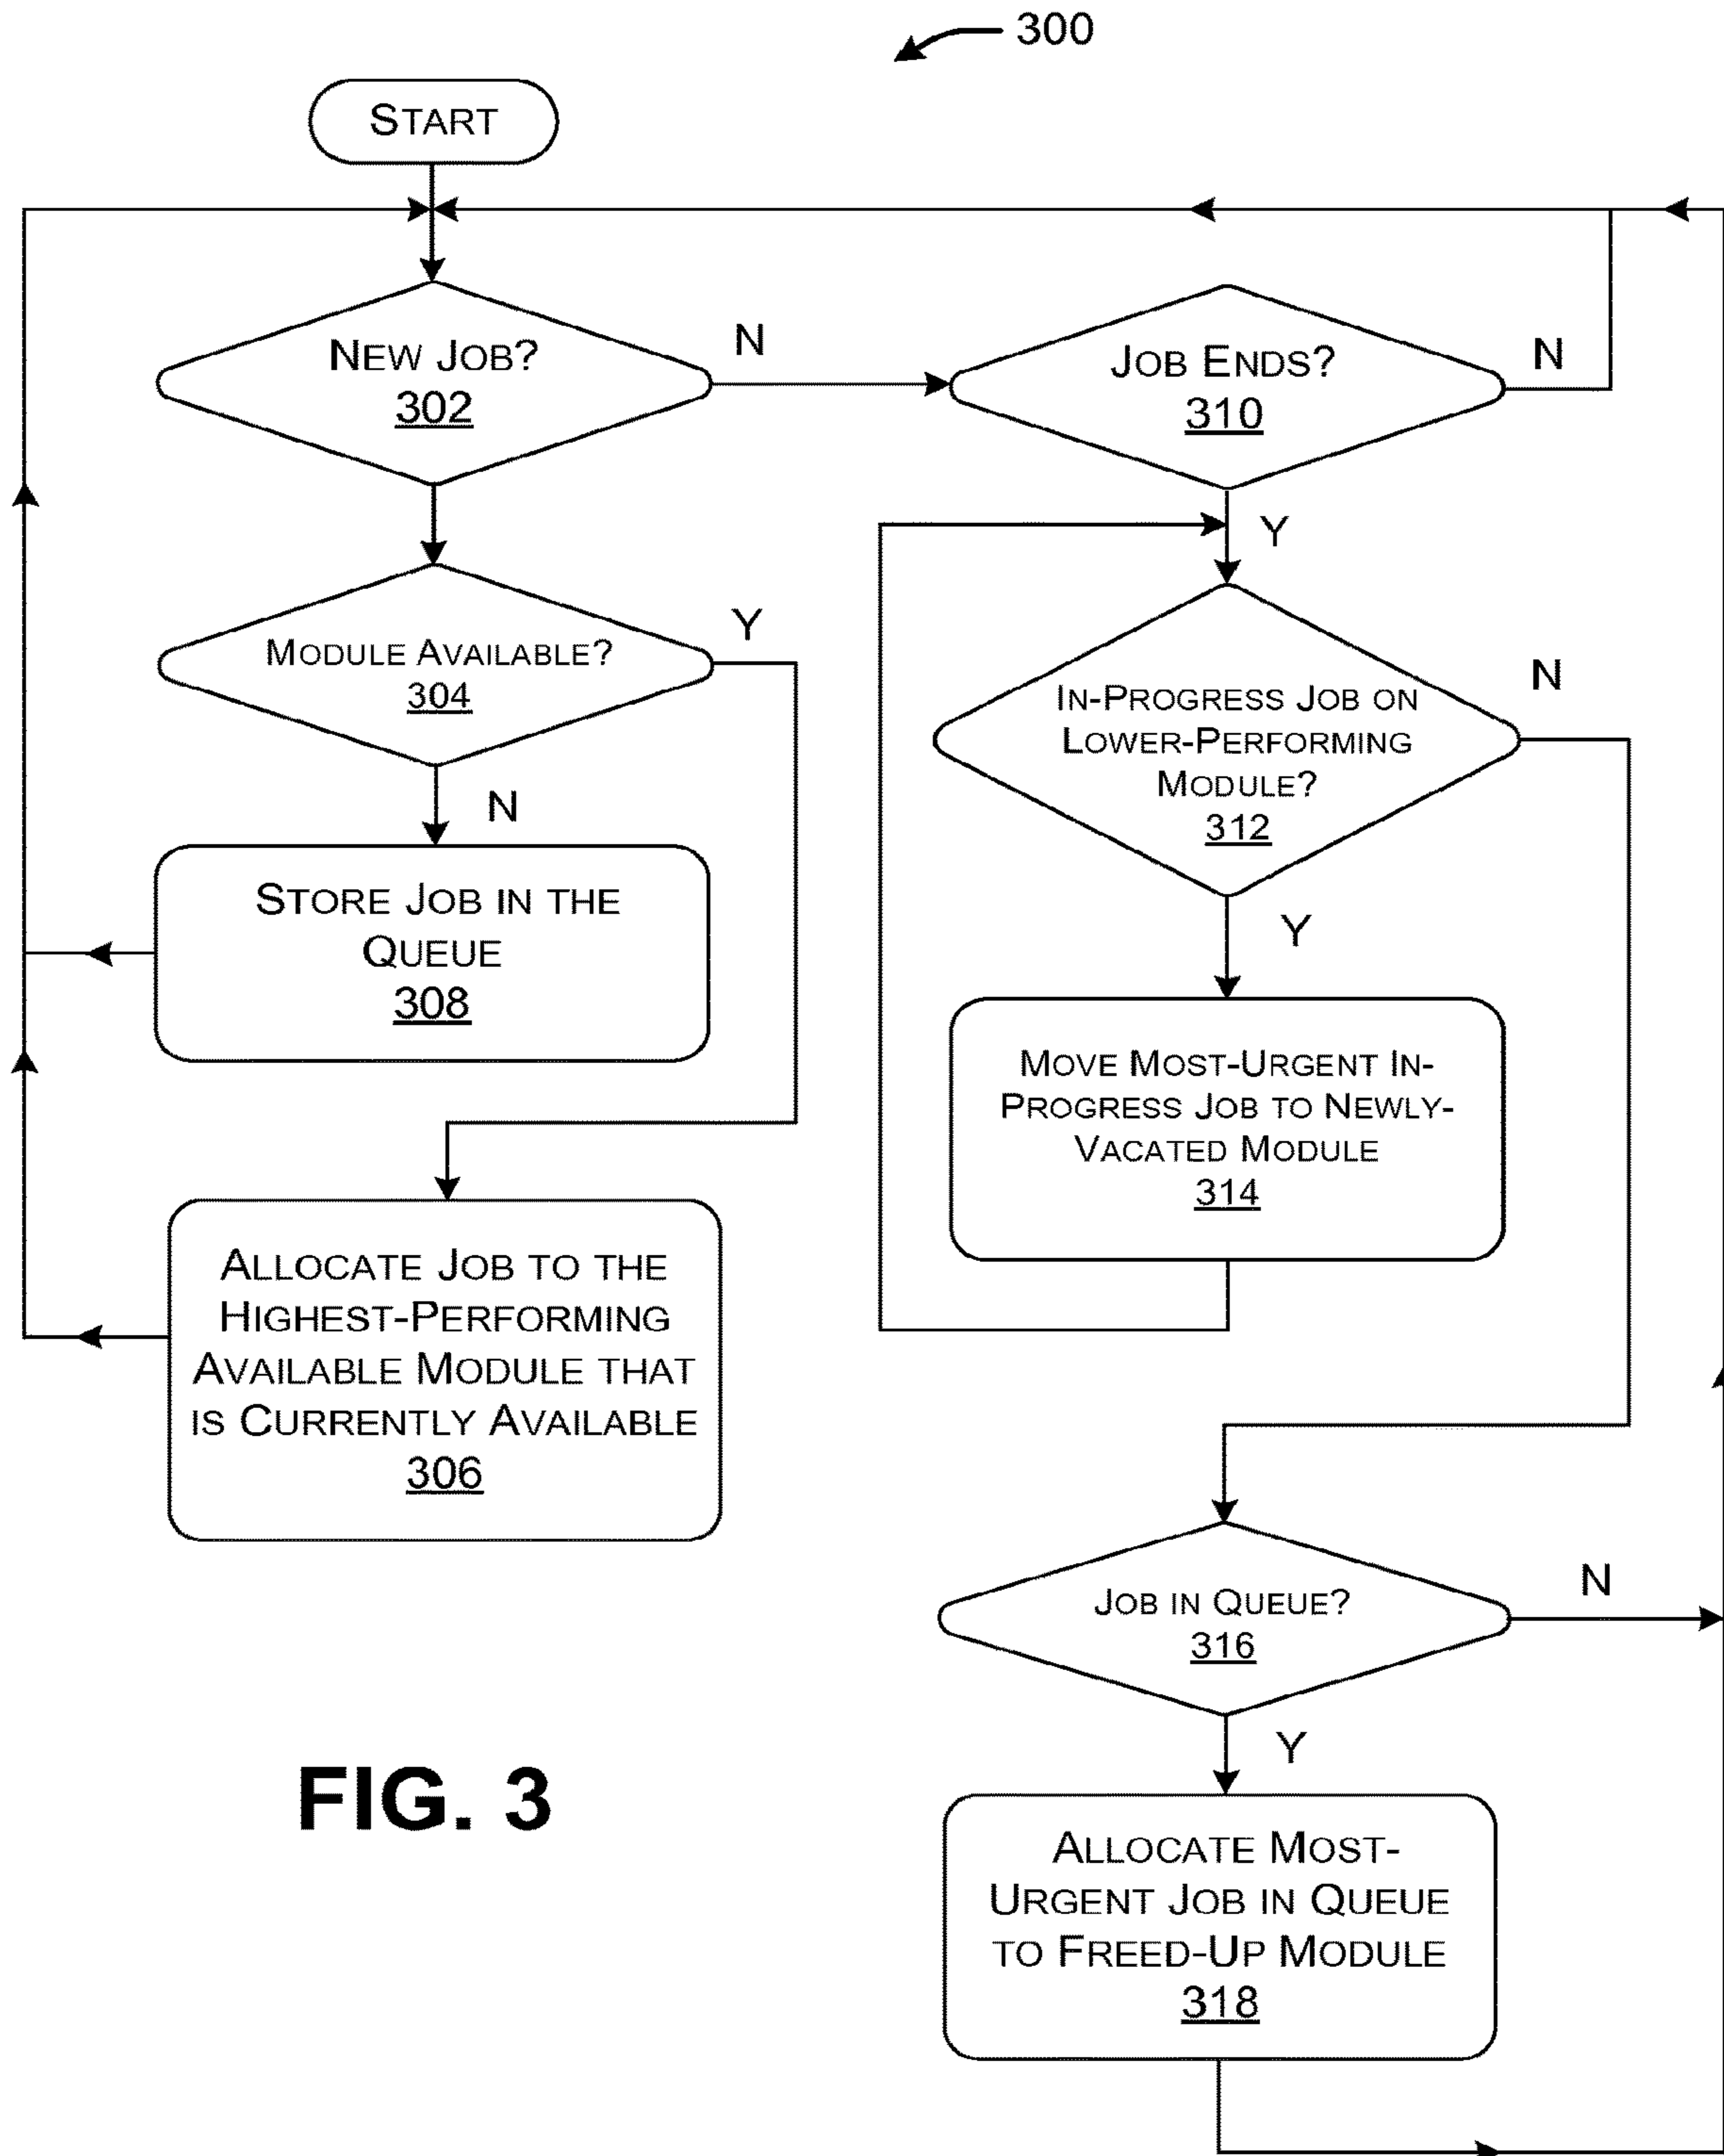 300
START
NEW JOB?
302
N
JOB ENDS?
310
N
Y
MODULE AVAILABLE?
304
Y
N
IN-PROGRESS JOB ON
LOWER-PERFORMING
MODULE?
312
N
Y
STORE JOB IN THE
QUEUE
308
MOVE MOST-URGENT IN-
PROGRESS JOB TO NEWLY-
VACATED MODULE
314
ALLOCATE JOB TO THE
HIGHEST-PERFORMING
AVAILABLE MODULE THAT
IS CURRENTLY AVAILABLE
306
JOB IN QUEUE?
316
N
Y
ALLOCATE MOST-
URGENT JOB IN QUEUE
TO FREED-UP MODULE
318
FIG. 3